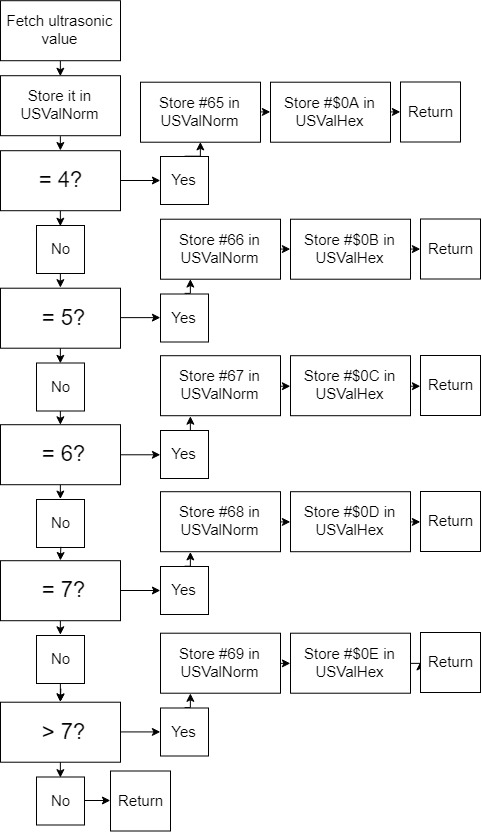 Fetch ultrasonic
value
Store it in
USValNorm
Store #65 in
USValNorm
Store #$0A in
USValHex
Return
= 4?
Yes
No
Store #66 in
USValNorm
Store #$0B in
USValHex
Return
= 5?
Yes
No
Store #67 in
USValNorm
Store #$0C in
USValHex
Return
= 6?
Yes
No
Store #68 in
USValNorm
Store #$0D in
USValHex
Return
= 7?
Yes
No
Store #69 in
USValNorm
Store #$0E in
USValHex
Return
> 7?
Yes
No
Return